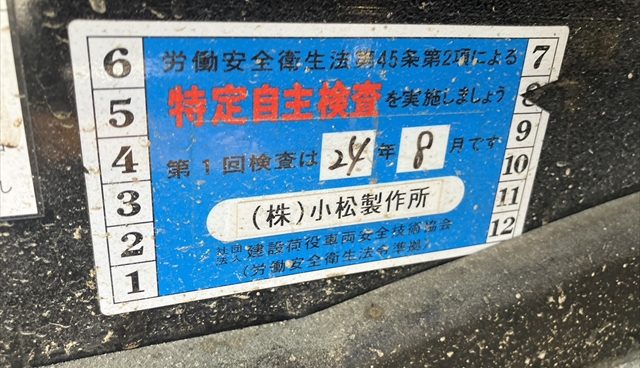 労働安全衛生法第45条第2項による
特定自主検査を実施しましょう
第1回検査は24年8月です
(株)小松製作所
社団法人 建設荷役車両安全技術協会
(労働安全衛生法令準拠)
6
5
4
3
2
1
7
8
9
10
11
12